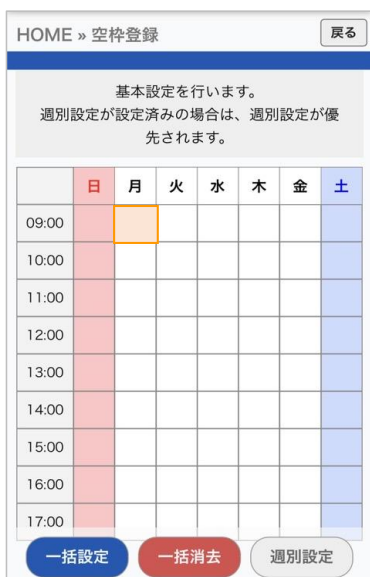 HOME » 空枠登録 戻る
基本設定を行います。
週別設定が設定済みの場合は、週別設定が優
先されます。
日 月 火 水 木 金 土
09:00
10:00
11:00
12:00
13:00
14:00
15:00
16:00
17:00
一括設定 一括消去 週別設定